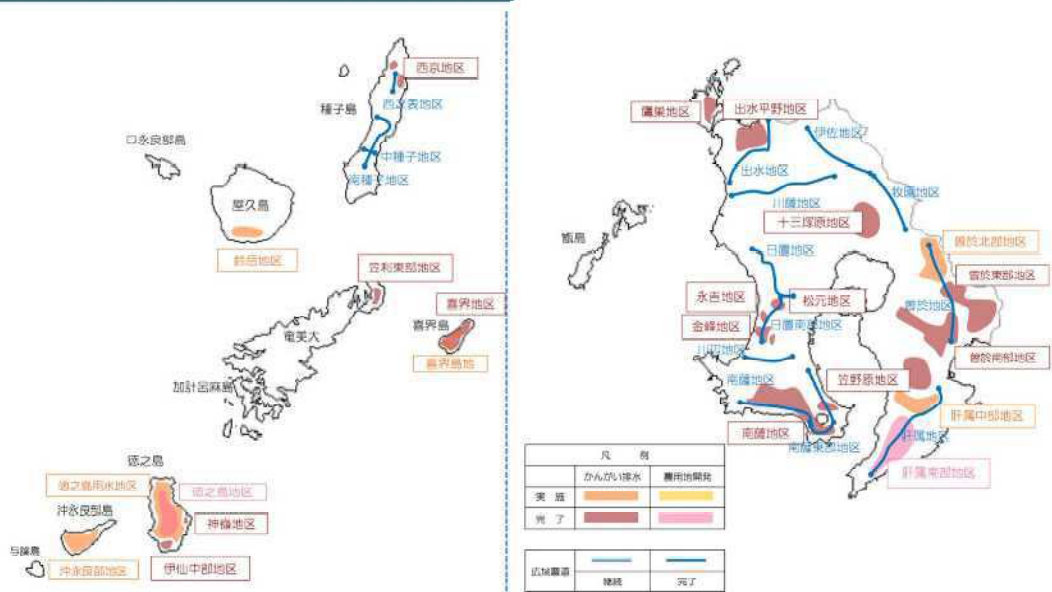 西京地区
種子島
西之表地区
口永良部島
中種子地区
南種子地区
屋久島
鈴岳地区
笠利東部地区
喜界地区
喜界島
奄美大
喜界島地
加計呂麻島
徳之島
徳之島用水地区
徳之島地区
沖永良部島
神嶺地区
与論島
沖永良部地区
伊仙中部地区
鷹巣地区
出水平野地区
伊佐地区
出水地区
牧園地区
川薩地区
十三塚原地区
甑島
曽於北部地区
日置地区
曽於東部地区
永吉地区
松元地区
曽於地区
金峰地区
日置南部地区
川辺地区
曽於南部地区
南薩地区
笠野原地区
肝属中部地区
南薩地区
肝属地区
南薩東部地区
肝属南部地区
凡 例
かんがい排水 農用地開発
実 施
完 了
広域農道
継続 完了